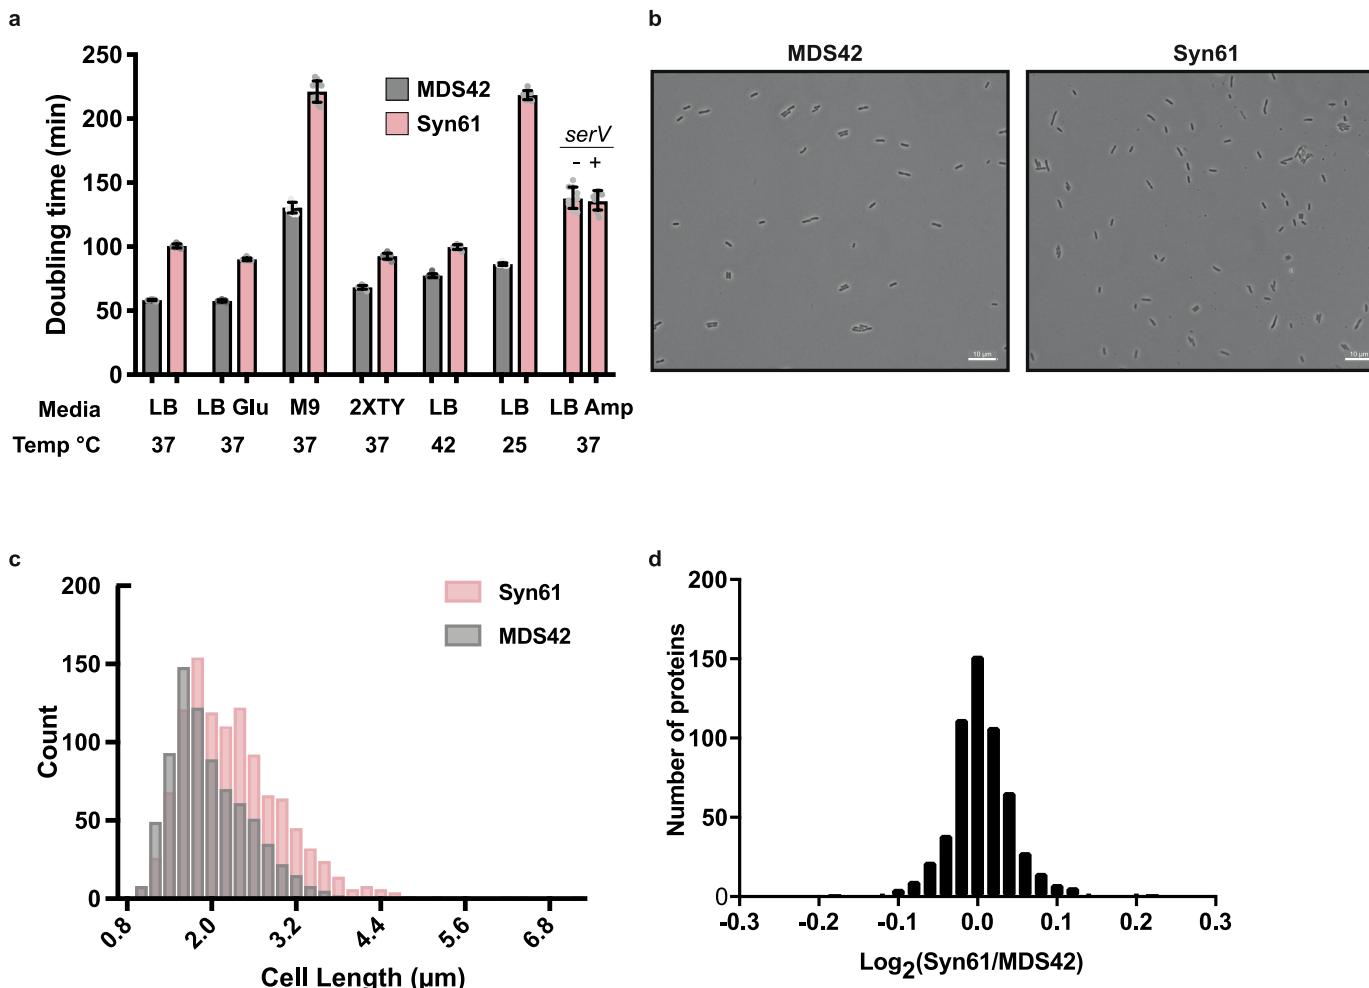 a
250
200
150
100
50
0
Doubling time (min)
MDS42
Syn61
serV
- +
Media LB LB Glu M9 2XTY LB LB LB Amp
Temp °C 37 37 37 37 42 25 37
b
MDS42 Syn61
10 µm 10 µm
c
200
150
100
50
0
Count
Syn61
MDS42
0.8 2.0 3.2 4.4 5.6 6.8
Cell Length (µm)
d
200
150
100
50
0
Number of proteins
-0.3 -0.2 -0.1 0.0 0.1 0.2 0.3
Log2(Syn61/MDS42)